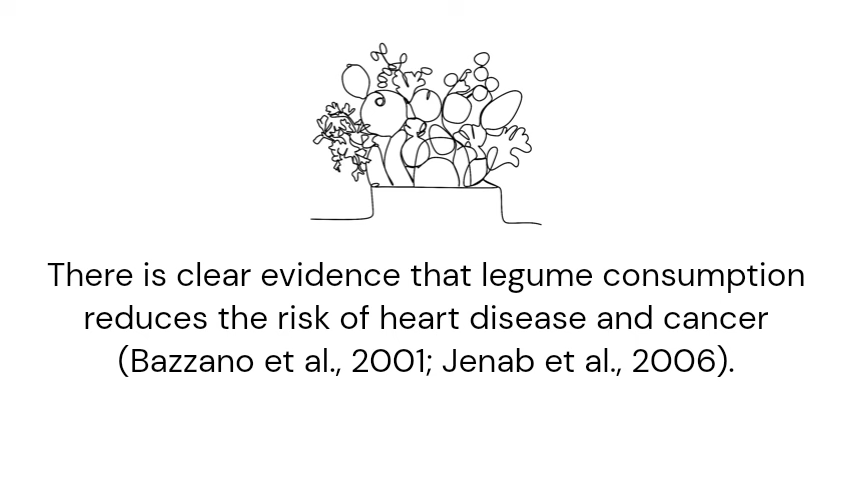 There is clear evidence that legume consumption
reduces the risk of heart disease and cancer
(Bazzano et al., 2001; Jenab et al., 2006).